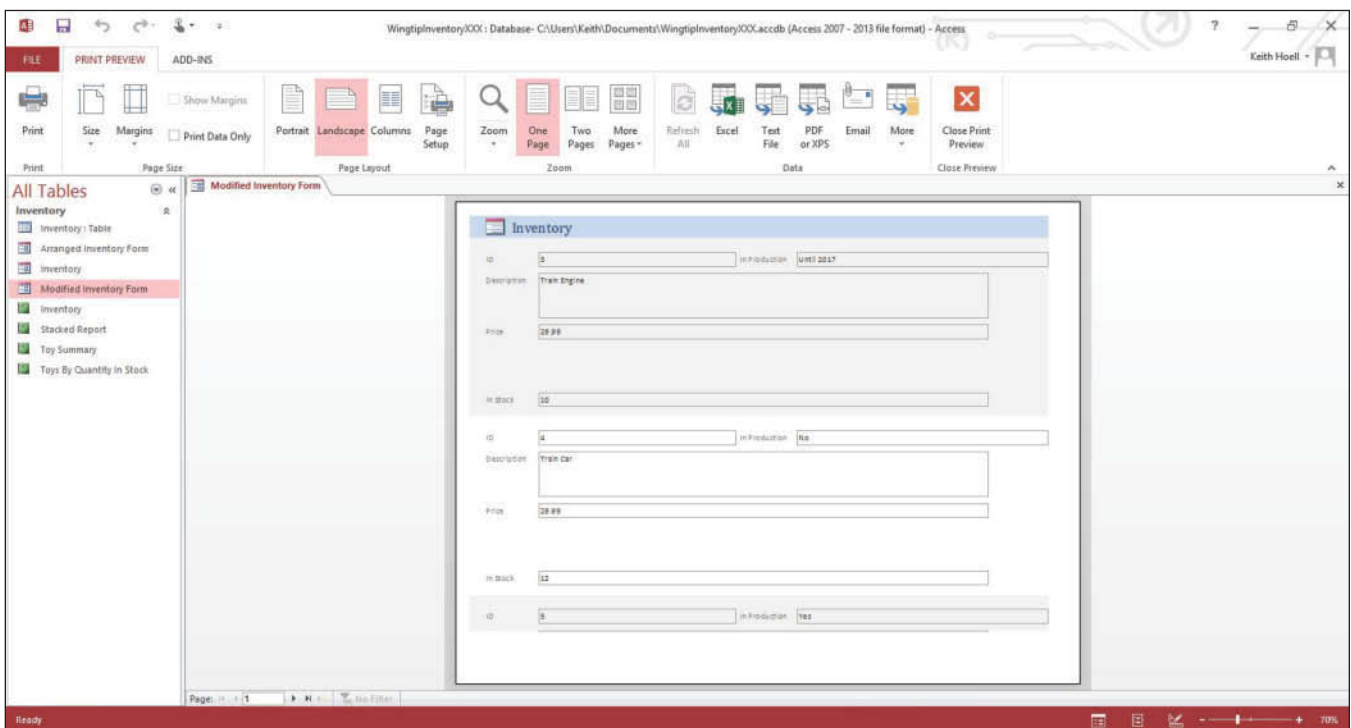 WingtipInventoryXXX : Database- C:\Users\Keith\Documents\WingtipInventoryXXX.accdb (Access 2007 - 2013 file format) - Access
?
FILE PRINT PREVIEW ADD-INS Keith Hoell
Print Size Margins Show Margins Print Data Only Portrait Landscape Columns Page Setup Zoom One Page Two Pages More Pages Refresh All Excel Text File PDF or XPS Email More Close Print Preview
Print Page Size Page Layout Zoom Data Close Preview
All Tables
Inventory
Inventory : Table
Arranged Inventory Form
Inventory
Modified Inventory Form
Inventory
Stacked Report
Toy Summary
Toys By Quantity In Stock
Modified Inventory Form
Inventory
ID 3 In Production Until 2017
Description Train Engine
Price 29.99
In Stock 10
ID 4 In Production No
Description Train Car
Price
In Stock 12
ID 5 In Production Yes
Page: 1 No Filter
Ready 70%